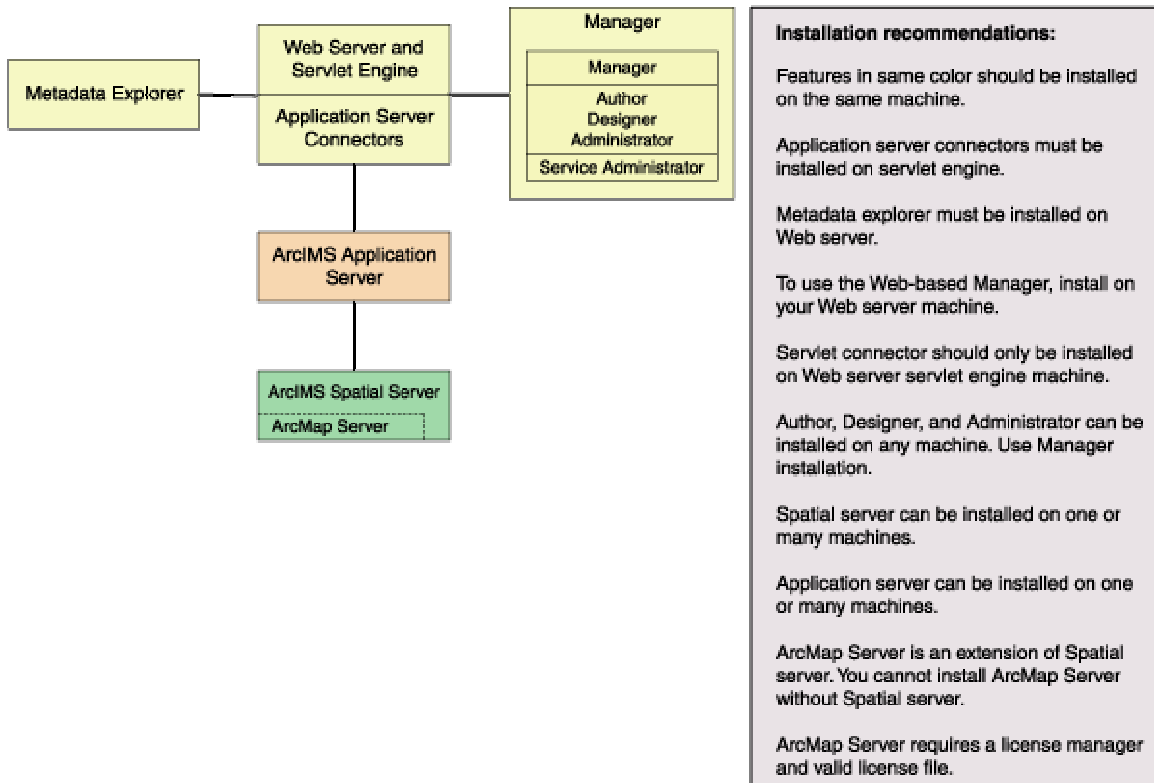 Metadata Explorer
Web Server and
Servlet Engine
Application Server
Connectors
Manager
Manager
Author
Designer
Administrator
Service Administrator
ArcIMS Application
Server
ArcIMS Spatial Server
ArcMap Server
Installation recommendations:
Features in same color should be installed
on the same machine.
Application server connectors must be
installed on servlet engine.
Metadata explorer must be installed on
Web server.
To use the Web-based Manager, install on
your Web server machine.
Servlet connector should only be installed
on Web server servlet engine machine.
Author, Designer, and Administrator can be
installed on any machine. Use Manager
installation.
Spatial server can be installed on one or
many machines.
Application server can be installed on one
or many machines.
ArcMap Server is an extension of Spatial
server. You cannot install ArcMap Server
without Spatial server.
ArcMap Server requires a license manager
and valid license file.